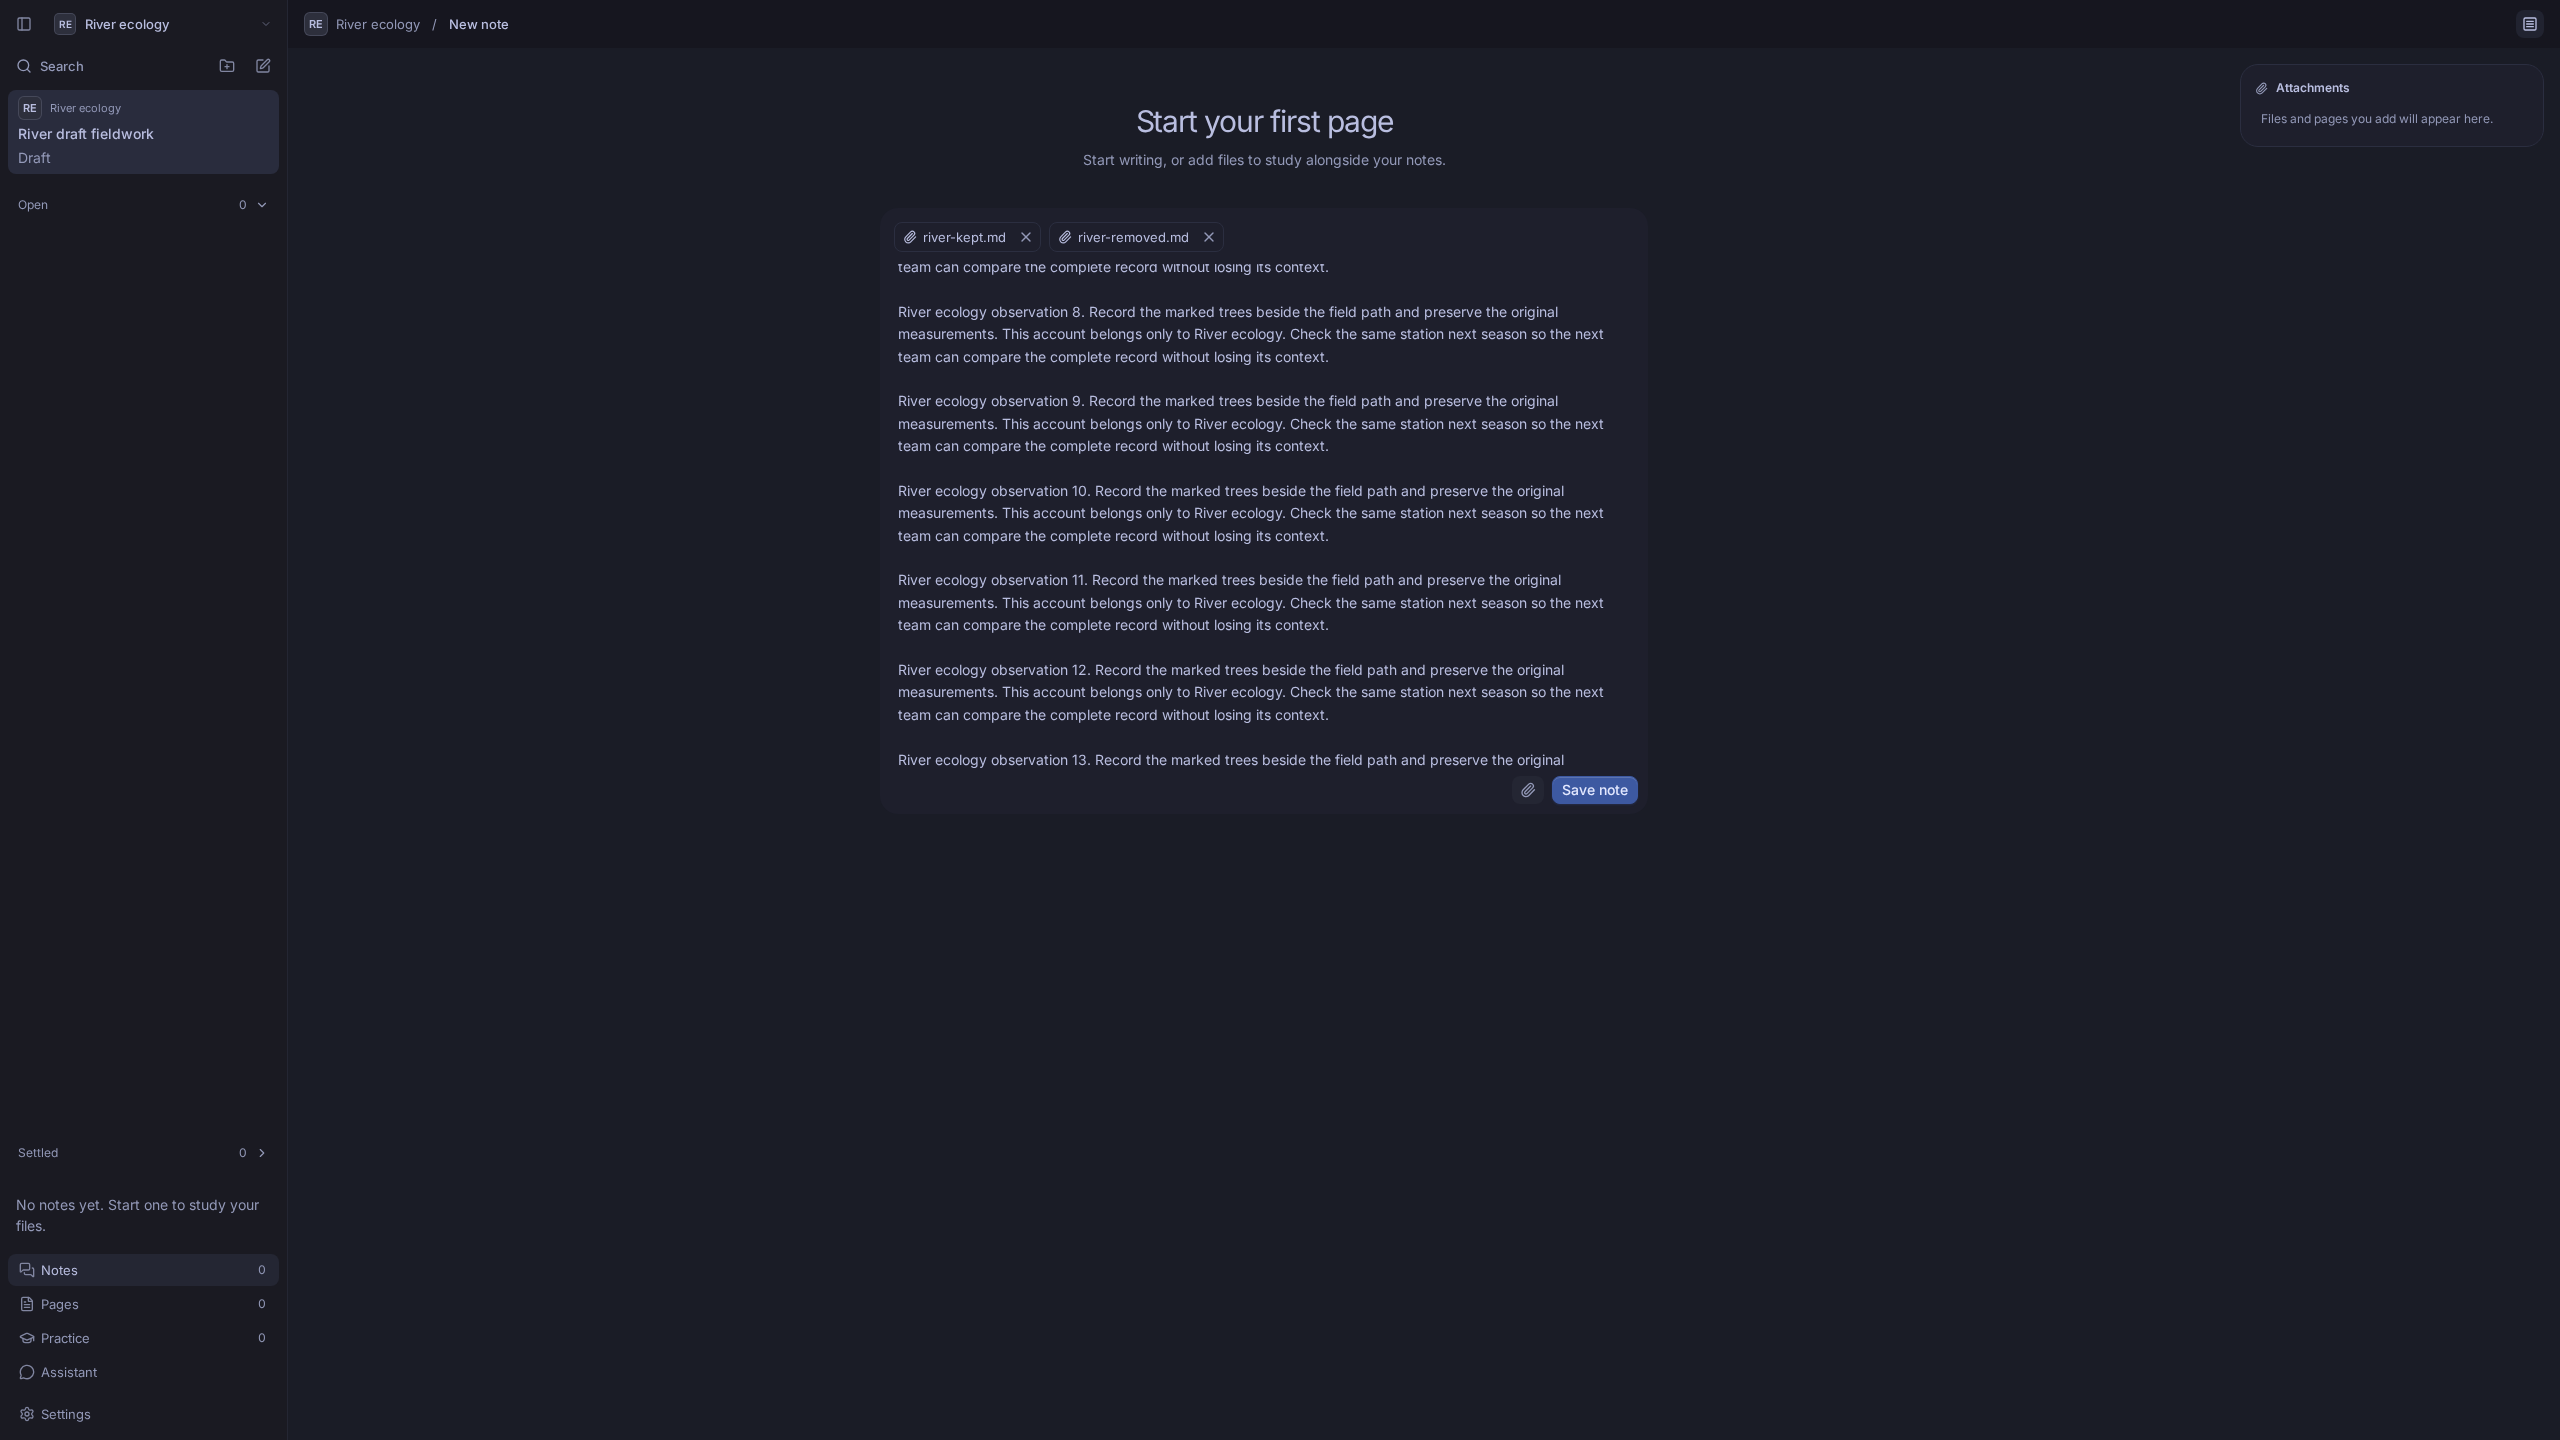 RE River ecology
Search
RE River ecology
River draft fieldwork
Draft
Open 0
Settled 0
No notes yet. Start one to study your
files.
Notes 0
Pages 0
Practice 0
Assistant
Settings
RE River ecology / New note
Start your first page
Start writing, or add files to study alongside your notes.
river-kept.md river-removed.md
team can compare the complete record without losing its context.
River ecology observation 8. Record the marked trees beside the field path and preserve the original
measurements. This account belongs only to River ecology. Check the same station next season so the next
team can compare the complete record without losing its context.
River ecology observation 9. Record the marked trees beside the field path and preserve the original
measurements. This account belongs only to River ecology. Check the same station next season so the next
team can compare the complete record without losing its context.
River ecology observation 10. Record the marked trees beside the field path and preserve the original
measurements. This account belongs only to River ecology. Check the same station next season so the next
team can compare the complete record without losing its context.
River ecology observation 11. Record the marked trees beside the field path and preserve the original
measurements. This account belongs only to River ecology. Check the same station next season so the next
team can compare the complete record without losing its context.
River ecology observation 12. Record the marked trees beside the field path and preserve the original
measurements. This account belongs only to River ecology. Check the same station next season so the next
team can compare the complete record without losing its context.
River ecology observation 13. Record the marked trees beside the field path and preserve the original
Save note
Attachments
Files and pages you add will appear here.